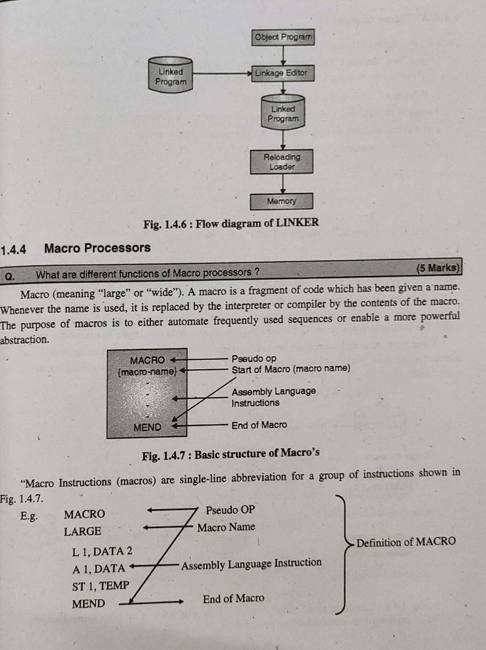 Object Program
Linked
Program
Linkage Editor
Linked
Program
Reloading
Loader
Memory
Fig. 1.4.6 : Flow diagram of LINKER
1.4.4 Macro Processors
Q. What are different functions of Macro processors ? (5 Marks)
Macro (meaning “large” or “wide”). A macro is a fragment of code which has been given a name.
Whenever the name is used, it is replaced by the interpreter or compiler by the contents of the macro.
The purpose of macros is to either automate frequently used sequences or enable a more powerful
abstraction.
MACRO Pseudo op
(macro-name) Start of Macro (macro name)
Assembly Language
Instructions
MEND End of Macro
Fig. 1.4.7 : Basic structure of Macro's
“Macro Instructions (macros) are single-line abbreviation for a group of instructions shown in
Fig. 1.4.7.
E.g. MACRO Pseudo OP
LARGE Macro Name
L 1, DATA 2
Definition of MACRO
A 1, DATA Assembly Language Instruction
ST 1, TEMP
MEND End of Macro